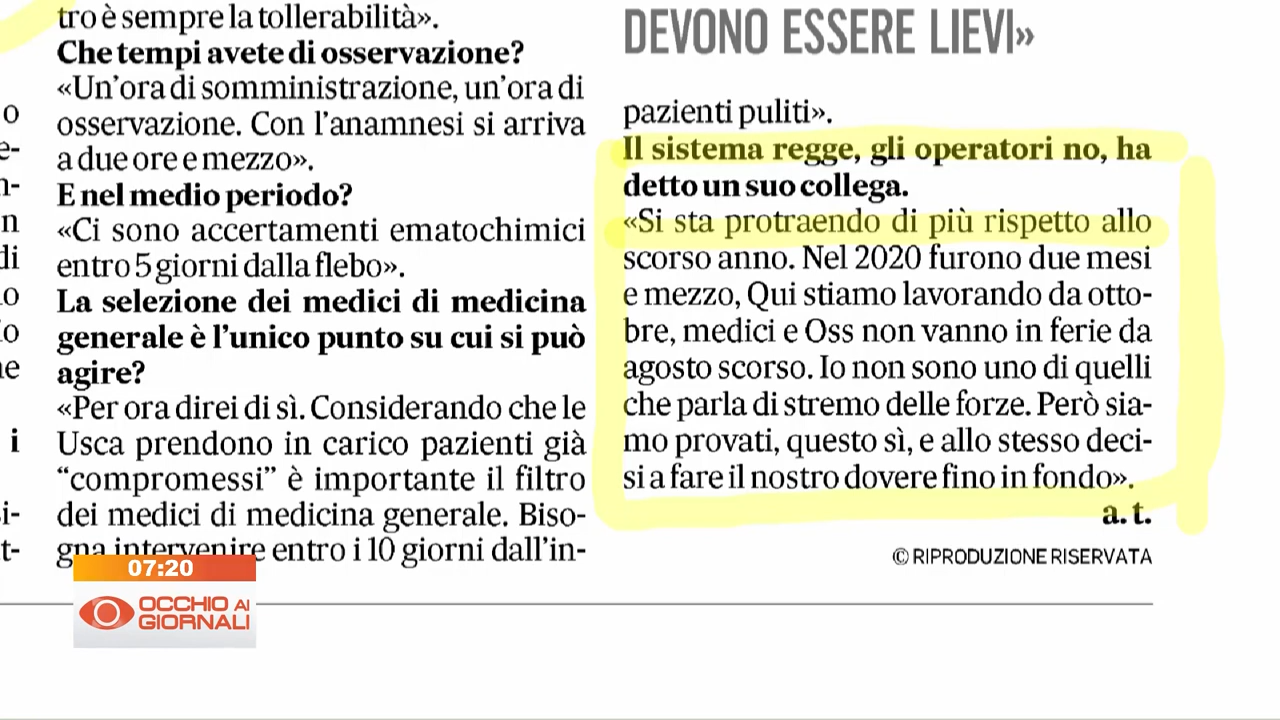 tro è sempre la tollerabilità».
Che tempi avete di osservazione?
«Un'ora di somministrazione, un'ora di
osservazione. Con l'anamnesi si arriva
a due ore e mezzo».
E nel medio periodo?
«Ci sono accertamenti ematochimici
entro 5 giorni dalla flebo».
La selezione dei medici di medicina
generale è l'unico punto su cui si può
agire?
«Per ora direi di sì. Considerando che le
Usca prendono in carico pazienti già
“compromessi” è importante il filtro
dei medici di medicina generale. Biso-
gna intervenire entro i 10 giorni dall'in-
DEVONO ESSERE LIEVI»
pazienti puliti».
Il sistema regge, gli operatori no, ha
detto un suo collega.
«Si sta protraendo di più rispetto allo
scorso anno. Nel 2020 furono due mesi
e mezzo, Qui stiamo lavorando da otto-
bre, medici e Oss non vanno in ferie da
agosto scorso. Io non sono uno di quelli
che parla di stremo delle forze. Però sia-
mo provati, questo sì, e allo stesso deci-
si a fare il nostro dovere fino in fondo».
a. t.
© RIPRODUZIONE RISERVATA
07:20
OCCHIO AI
GIORNALI